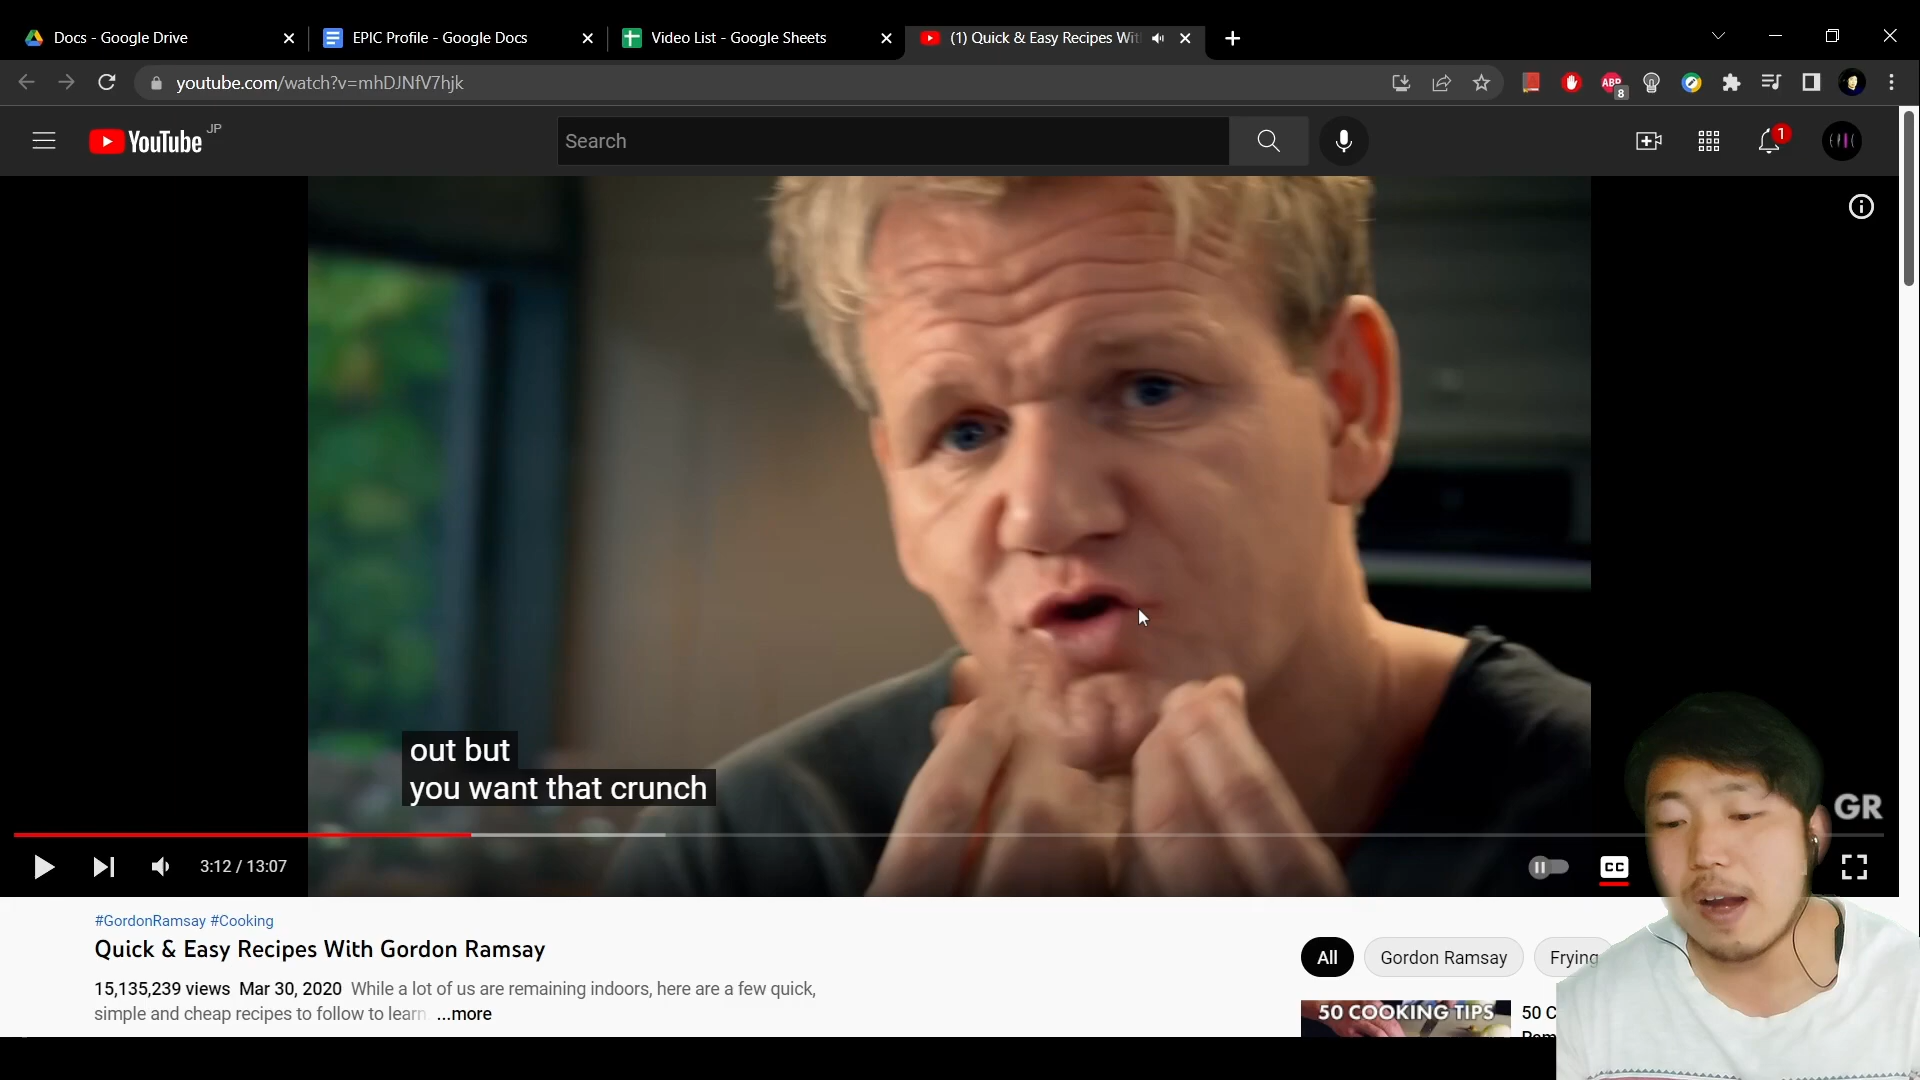 Docs - Google Drive
EPIC Profile - Google Docs
Video List - Google Sheets
(1) Quick & Easy Recipes Wit
youtube.com/watch?v=mhDJNfV7hjk
ABP
8
YouTube JP
Search
1
out but
you want that crunch
GR
3:12 / 13:07
CC
#GordonRamsay #Cooking
Quick & Easy Recipes With Gordon Ramsay
All
Gordon Ramsay
Frying
15,135,239 views Mar 30, 2020 While a lot of us are remaining indoors, here are a few quick,
simple and cheap recipes to follow to learn ...more
50 COOKING TIPS
50 C